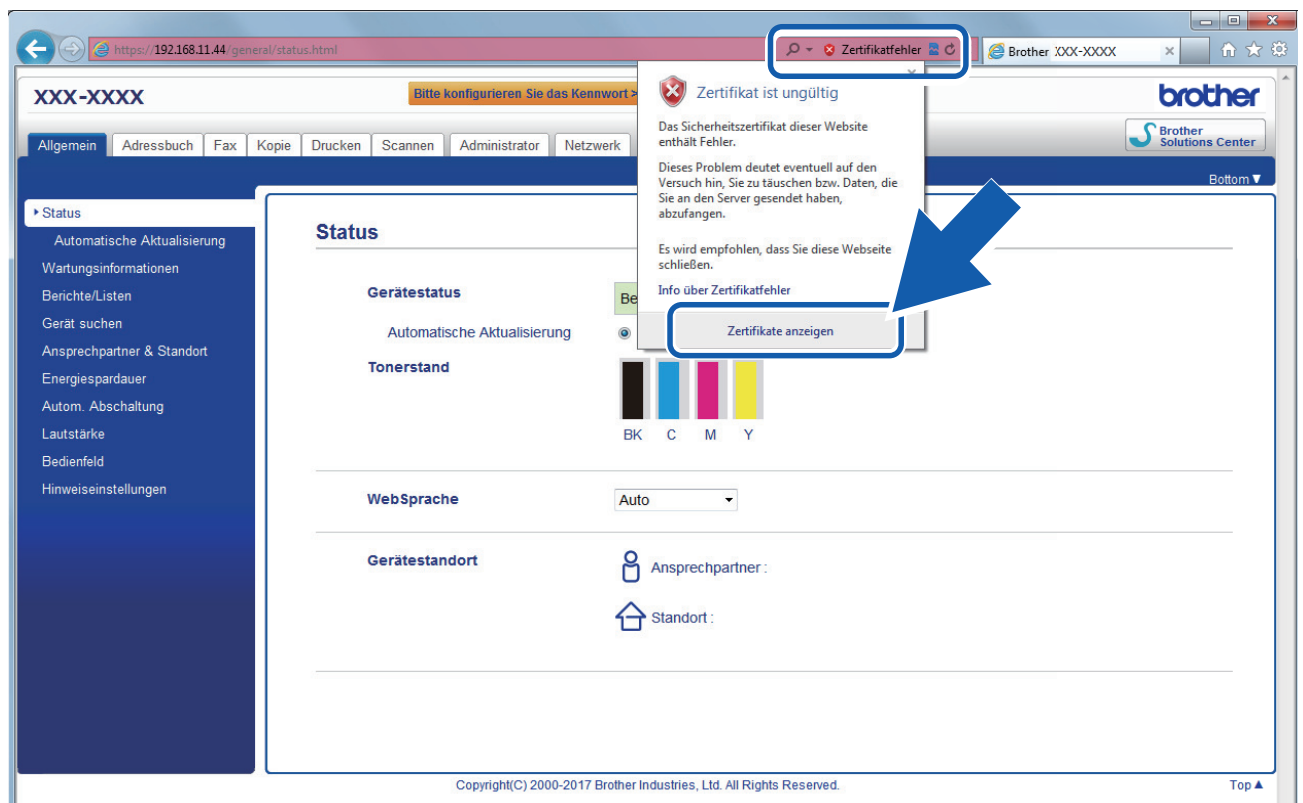 https://192.168.11.44/general/status.html
Zertifikatfehler
Brother XXX-XXXX
XXX-XXXX
Bitte konfigurieren Sie das Kennwort >
brother
Allgemein
Adressbuch
Fax
Kopie
Drucken
Scannen
Administrator
Netzwerk
Brother
Solutions Center
Bottom▼
Zertifikat ist ungültig
Das Sicherheitszertifikat dieser Website
enthält Fehler.
Dieses Problem deutet eventuell auf den
Versuch hin, Sie zu täuschen bzw. Daten, die
Sie an den Server gesendet haben,
abzufangen.
Es wird empfohlen, dass Sie diese Webseite
schließen.
Info über Zertifikatfehler
Zertifikate anzeigen
Status
Automatische Aktualisierung
Wartungsinformationen
Berichte/Listen
Gerät suchen
Ansprechpartner & Standort
Energiespardauer
Autom. Abschaltung
Lautstärke
Bedienfeld
Hinweiseinstellungen
Status
Gerätestatus
Be
Automatische Aktualisierung
Tonerstand
BK C M Y
WebSprache
Auto
Gerätestandort
Ansprechpartner :
Standort :
Copyright(C) 2000-2017 Brother Industries, Ltd. All Rights Reserved.
Top▲